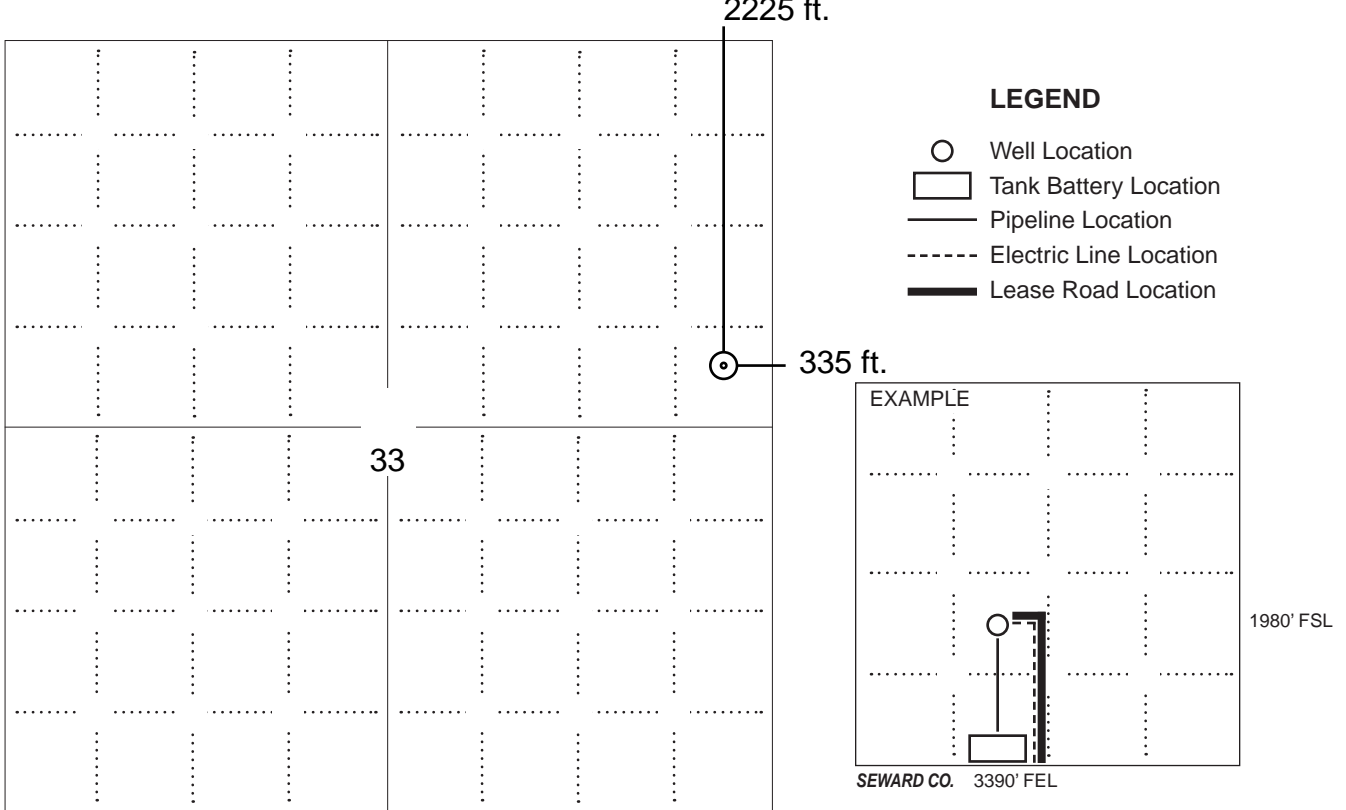 2225 ft.
LEGEND
Well Location
Tank Battery Location
Pipeline Location
Electric Line Location
Lease Road Location
335 ft.
33
EXAMPLE
1980' FSL
SEWARD CO. 3390' FEL